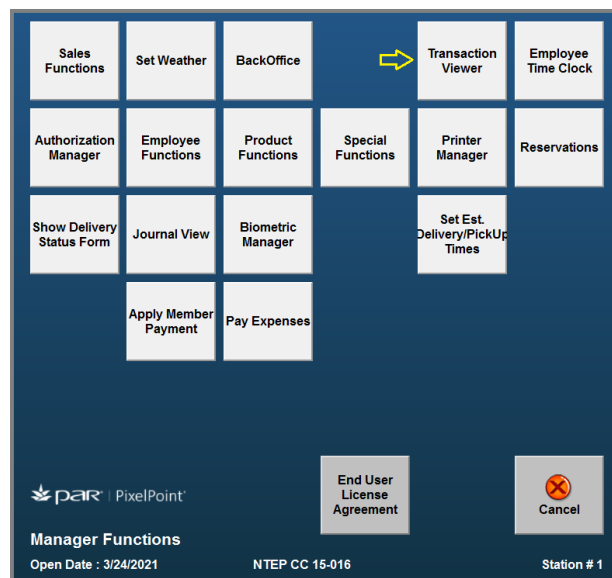 Sales
Functions
Set Weather
BackOffice
Transaction
Viewer
Employee
Time Clock
Authorization
Manager
Employee
Functions
Product
Functions
Special
Functions
Printer
Manager
Reservations
Show Delivery
Status Form
Journal View
Biometric
Manager
Set Est.
Delivery/PickUp
Times
Apply Member
Payment
Pay Expenses
End User
License
Agreement
Cancel
par | PixelPoint
Manager Functions
Open Date : 3/24/2021
NTEP CC 15-016
Station # 1